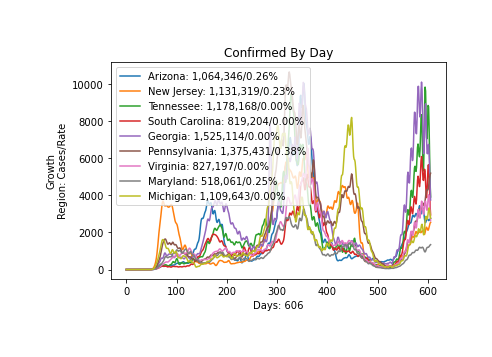 Confirmed By Day
Growth
Region: Cases/Rate
10000
8000
6000
4000
2000
0
Arizona: 1,064,346/0.26%
New Jersey: 1,131,319/0.23%
Tennessee: 1,178,168/0.00%
South Carolina: 819,204/0.00%
Georgia: 1,525,114/0.00%
Pennsylvania: 1,375,431/0.38%
Virginia: 827,197/0.00%
Maryland: 518,061/0.25%
Michigan: 1,109,643/0.00%
0 100 200 300 400 500 600
Days: 606